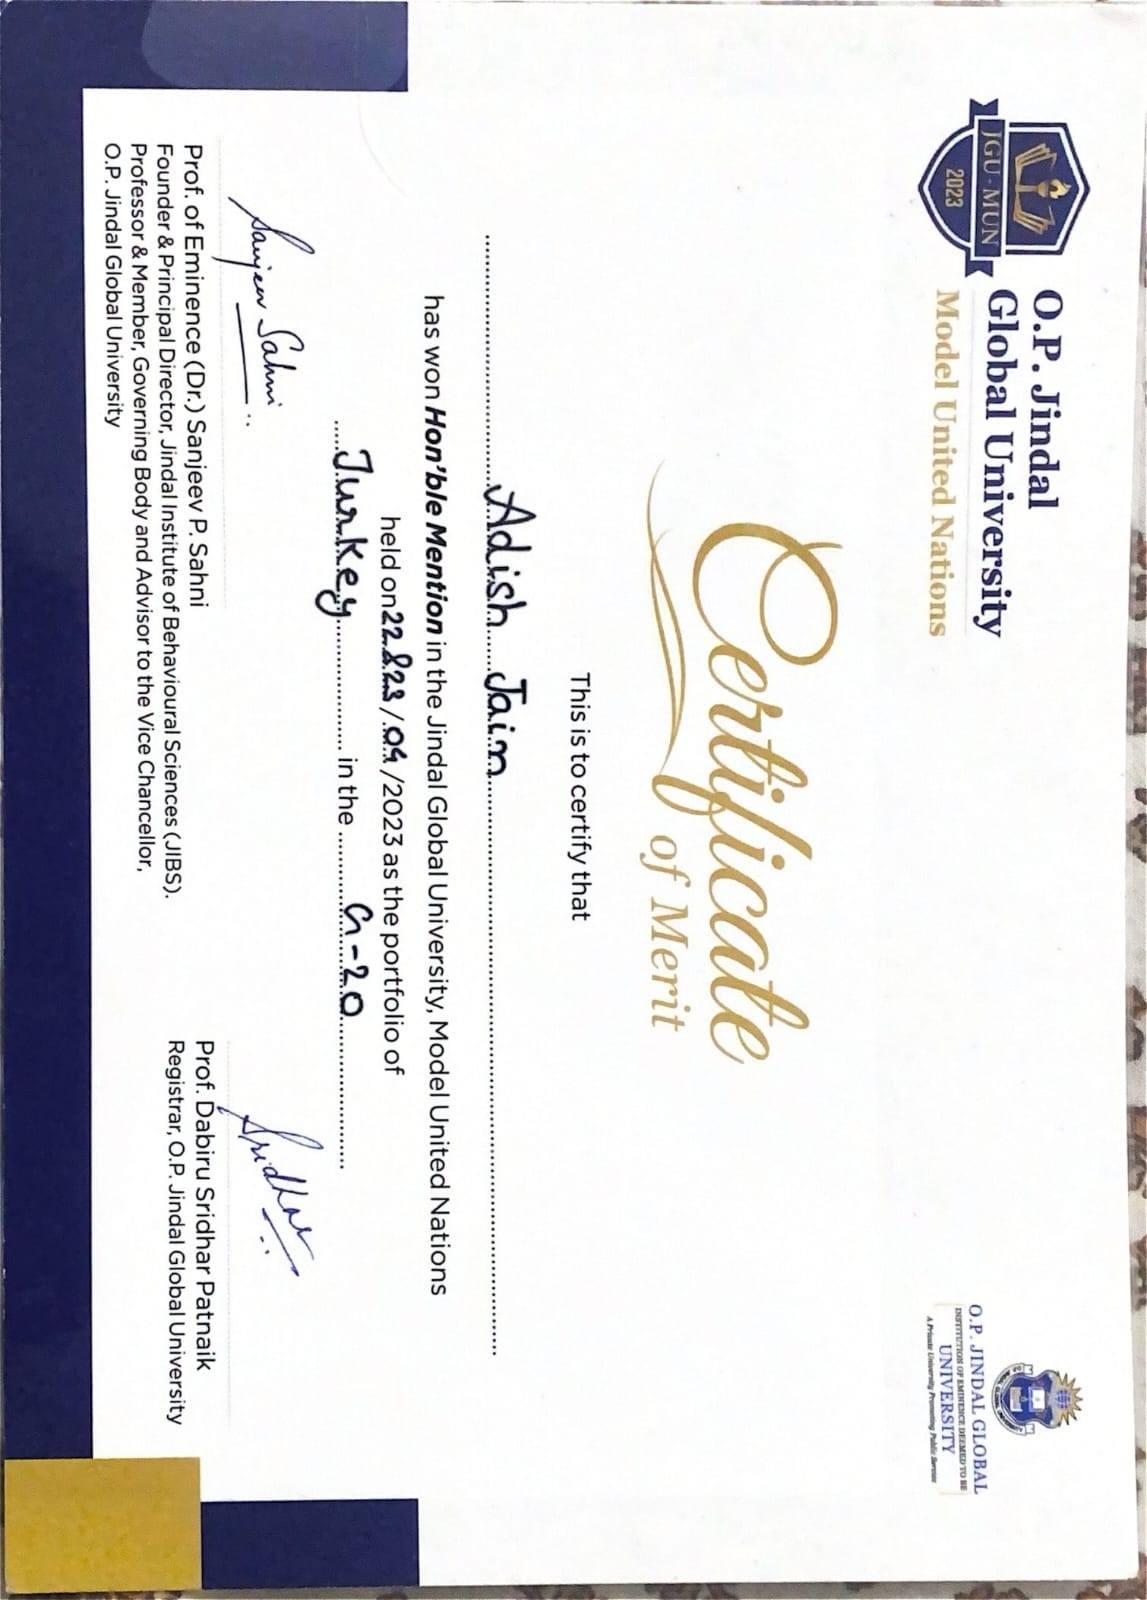 JGU - MUN
2023
O.P. Jindal
Global University
Model United Nations
O.P. JINDAL GLOBAL
INSTITUTION OF EMINENCE DEEMED TO BE
UNIVERSITY
A Private University Promoting Public Service
Certificate
of Merit
This is to certify that
Adish Jain
has won Hon'ble Mention in the Jindal Global University, Model United Nations
held on 22&23/09/2023 as the portfolio of
Turkey in the G-20
Sanjeev Sahni
Prof. of Eminence (Dr.) Sanjeev P. Sahni
Founder & Principal Director, Jindal Institute of Behavioural Sciences (JIBS).
Professor & Member, Governing Body and Advisor to the Vice Chancellor,
O.P. Jindal Global University
Sridhar
Prof. Dabiru Sridhar Patnaik
Registrar, O.P. Jindal Global University